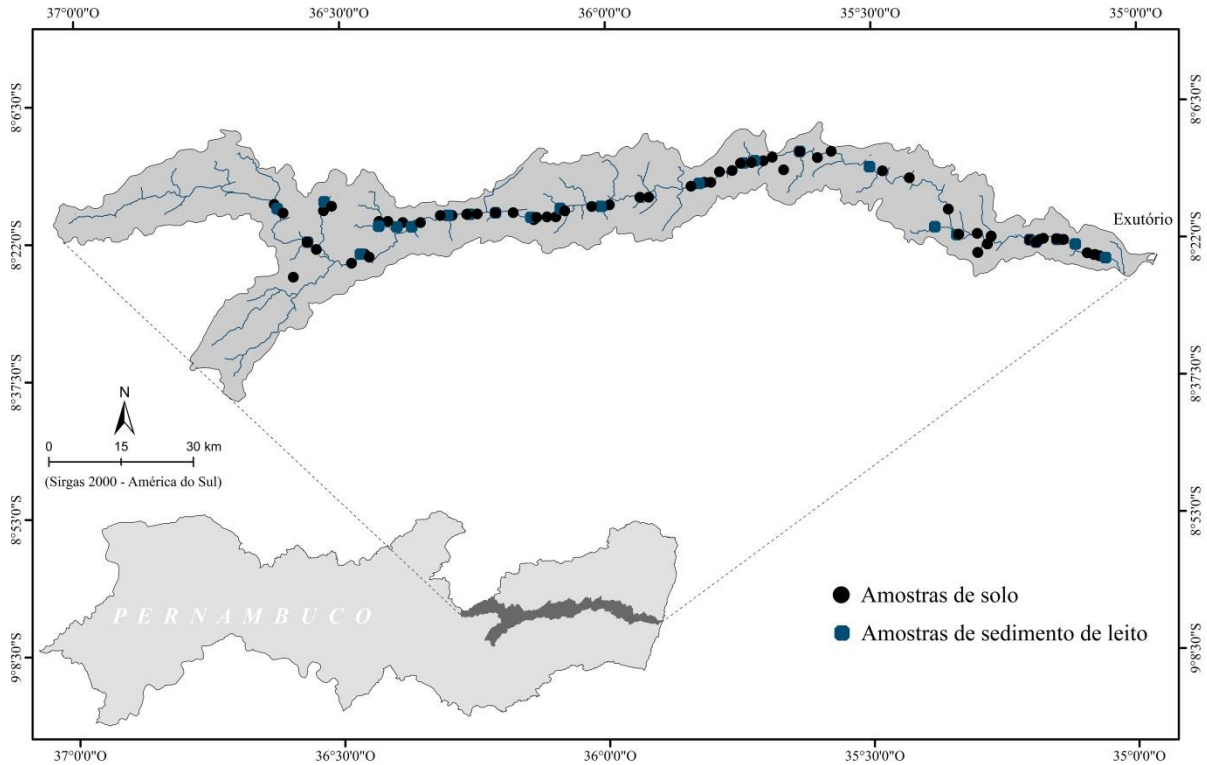 37°0'0"O 36°30'0"O 36°0'0"O 35°30'0"O 35°0'0"O
8°6'30"S 8°6'30"S
Exutório
8°22'0"S 8°22'0"S
8°37'30"S 8°37'30"S
N
0 15 30 km
(Sirgas 2000 - América do Sul)
8°53'0"S 8°53'0"S
PERNAMBUCO
Amostras de solo
Amostras de sedimento de leito
9°8'30"S 9°8'30"S
37°0'0"O 36°30'0"O 36°0'0"O 35°30'0"O 35°0'0"O